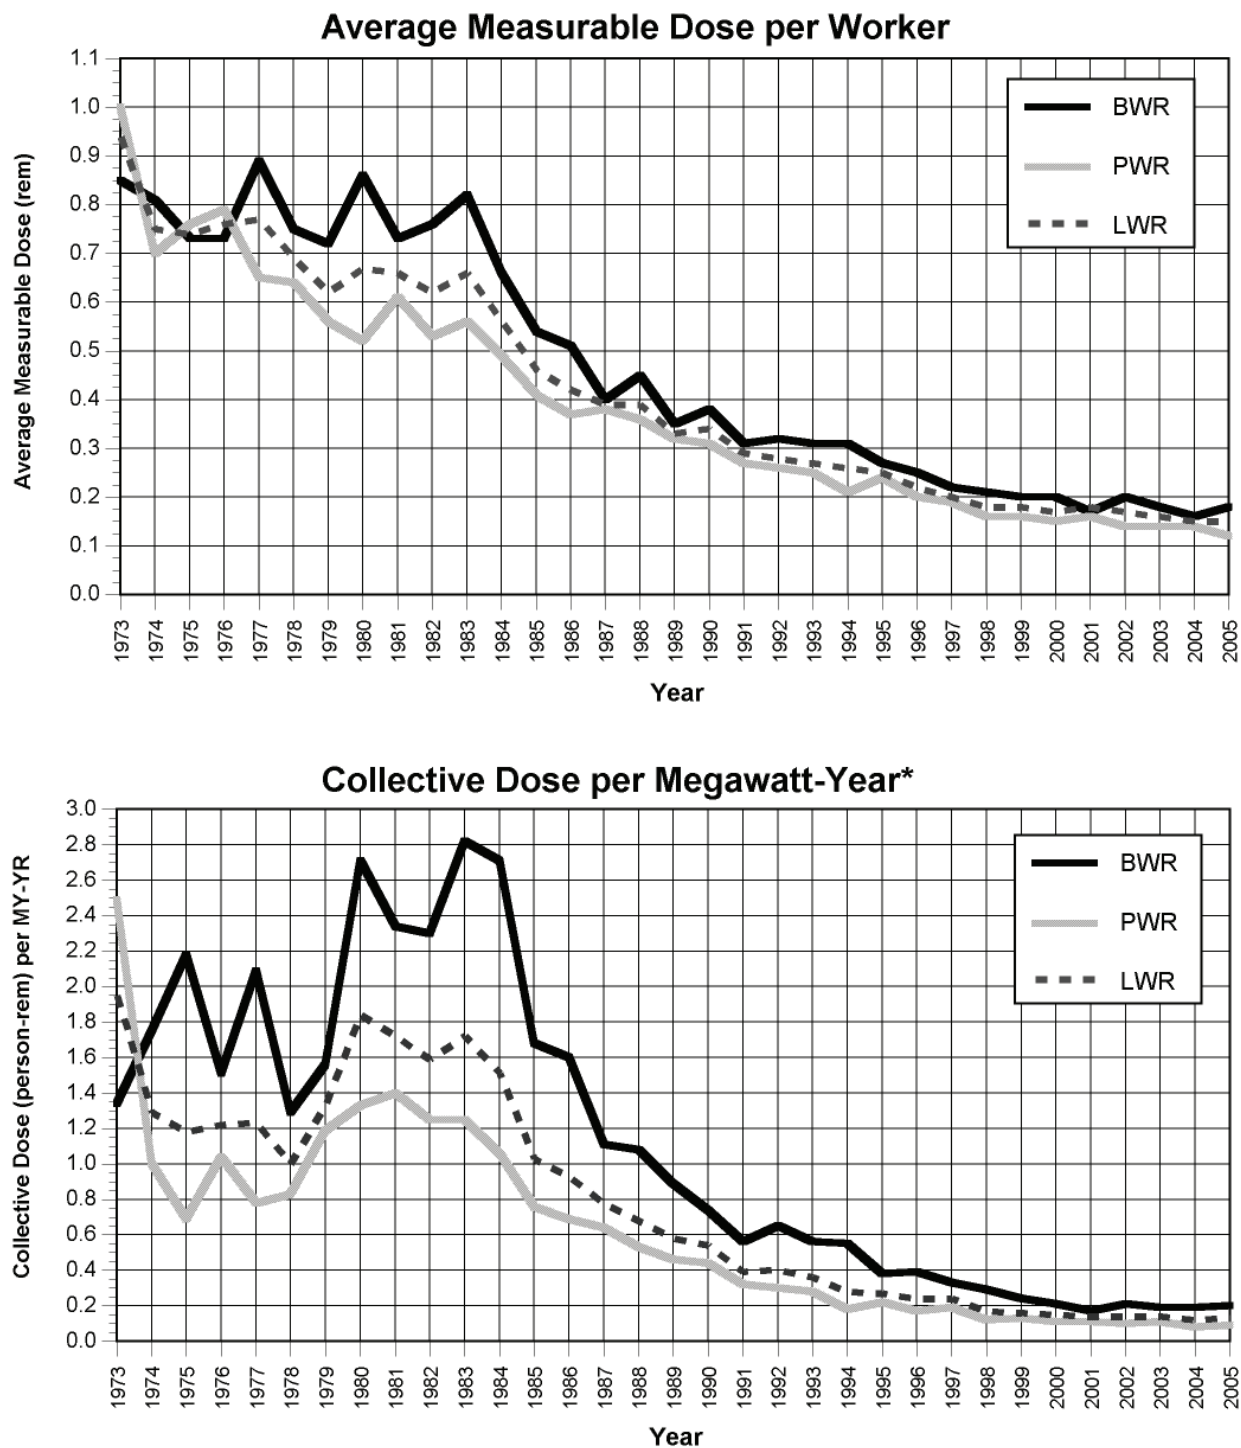 Average Measurable Dose per Worker
1.1
1.0
0.9
0.8
0.7
0.6
0.5
0.4
0.3
0.2
0.1
0.0
Average Measurable Dose (rem)
BWR
PWR
LWR
1973 1974 1975 1976 1977 1978 1979 1980 1981 1982 1983 1984 1985 1986 1987 1988 1989 1990 1991 1992 1993 1994 1995 1996 1997 1998 1999 2000 2001 2002 2003 2004 2005
Year
Collective Dose per Megawatt-Year*
3.0
2.8
2.6
2.4
2.2
2.0
1.8
1.6
1.4
1.2
1.0
0.8
0.6
0.4
0.2
0.0
Collective Dose (person-rem) per MY-YR
BWR
PWR
LWR
1973 1974 1975 1976 1977 1978 1979 1980 1981 1982 1983 1984 1985 1986 1987 1988 1989 1990 1991 1992 1993 1994 1995 1996 1997 1998 1999 2000 2001 2002 2003 2004 2005
Year